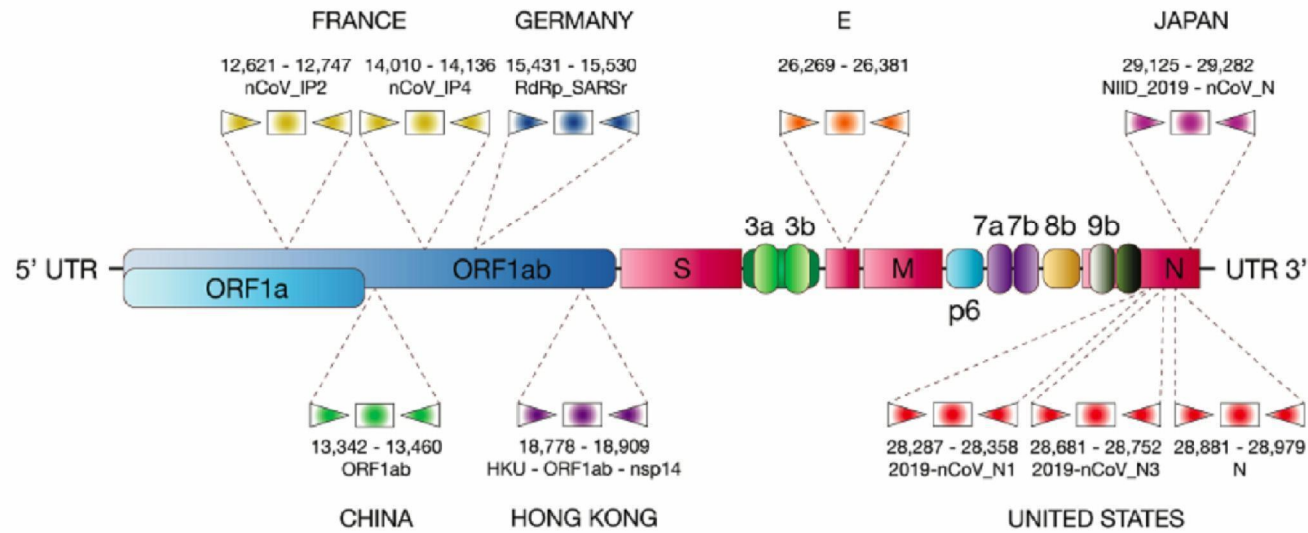 FRANCE
GERMANY
E
JAPAN
12,621 - 12,747
nCoV_IP2
14,010 - 14,136
nCoV_IP4
15,431 - 15,530
RdRp_SARSr
26,269 - 26,381
29,125 - 29,282
NIID_2019 - nCoV_N
3a 3b
7a 7b 8b 9b
5' UTR
ORF1ab
S
M
N
UTR 3'
ORF1a
p6
13,342 - 13,460
ORF1ab
18,778 - 18,909
HKU - ORF1ab - nsp14
28,287 - 28,358
2019-nCoV_N1
28,681 - 28,752
2019-nCoV_N3
28,881 - 28,979
N
CHINA
HONG KONG
UNITED STATES